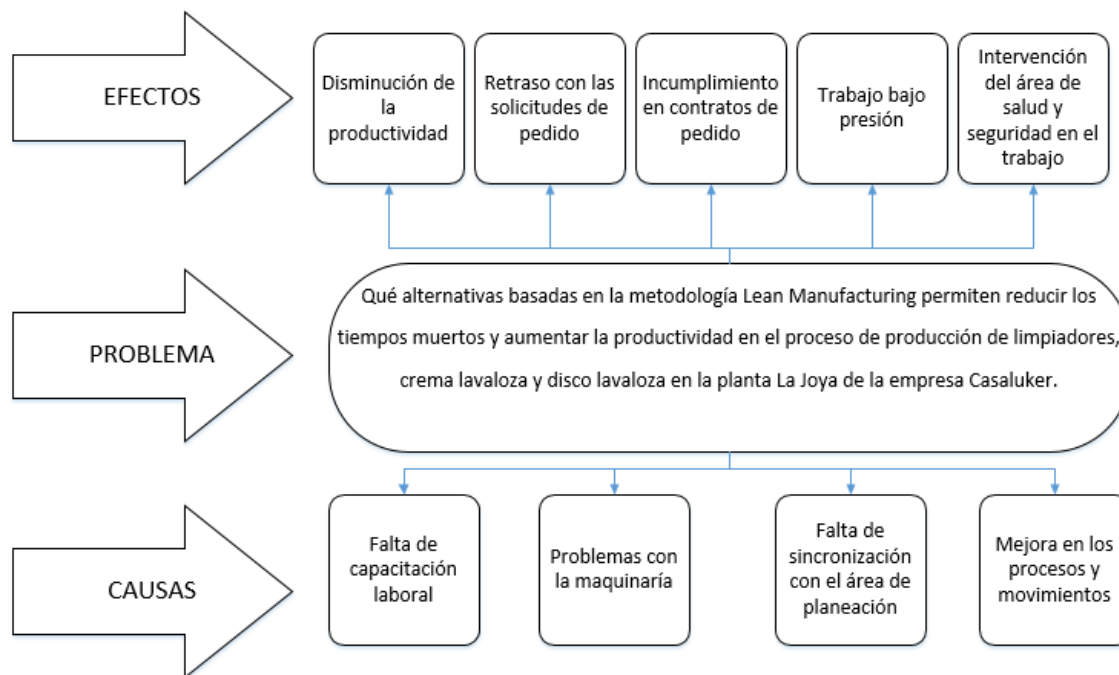 EFECTOS
Disminución de
la
productividad
Retraso con las
solicitudes de
pedido
Incumplimiento
en contratos de
pedido
Trabajo bajo
presión
Intervención
del área de
salud y
seguridad en el
trabajo
PROBLEMA
Qué alternativas basadas en la metodología Lean Manufacturing permiten reducir los
tiempos muertos y aumentar la productividad en el proceso de producción de limpiadores,
crema lavaloza y disco lavaloza en la planta La Joya de la empresa Casaluker.
CAUSAS
Falta de
capacitación
laboral
Problemas con
la maquinaría
Falta de
sincronización
con el área de
planeación
Mejora en los
procesos y
movimientos